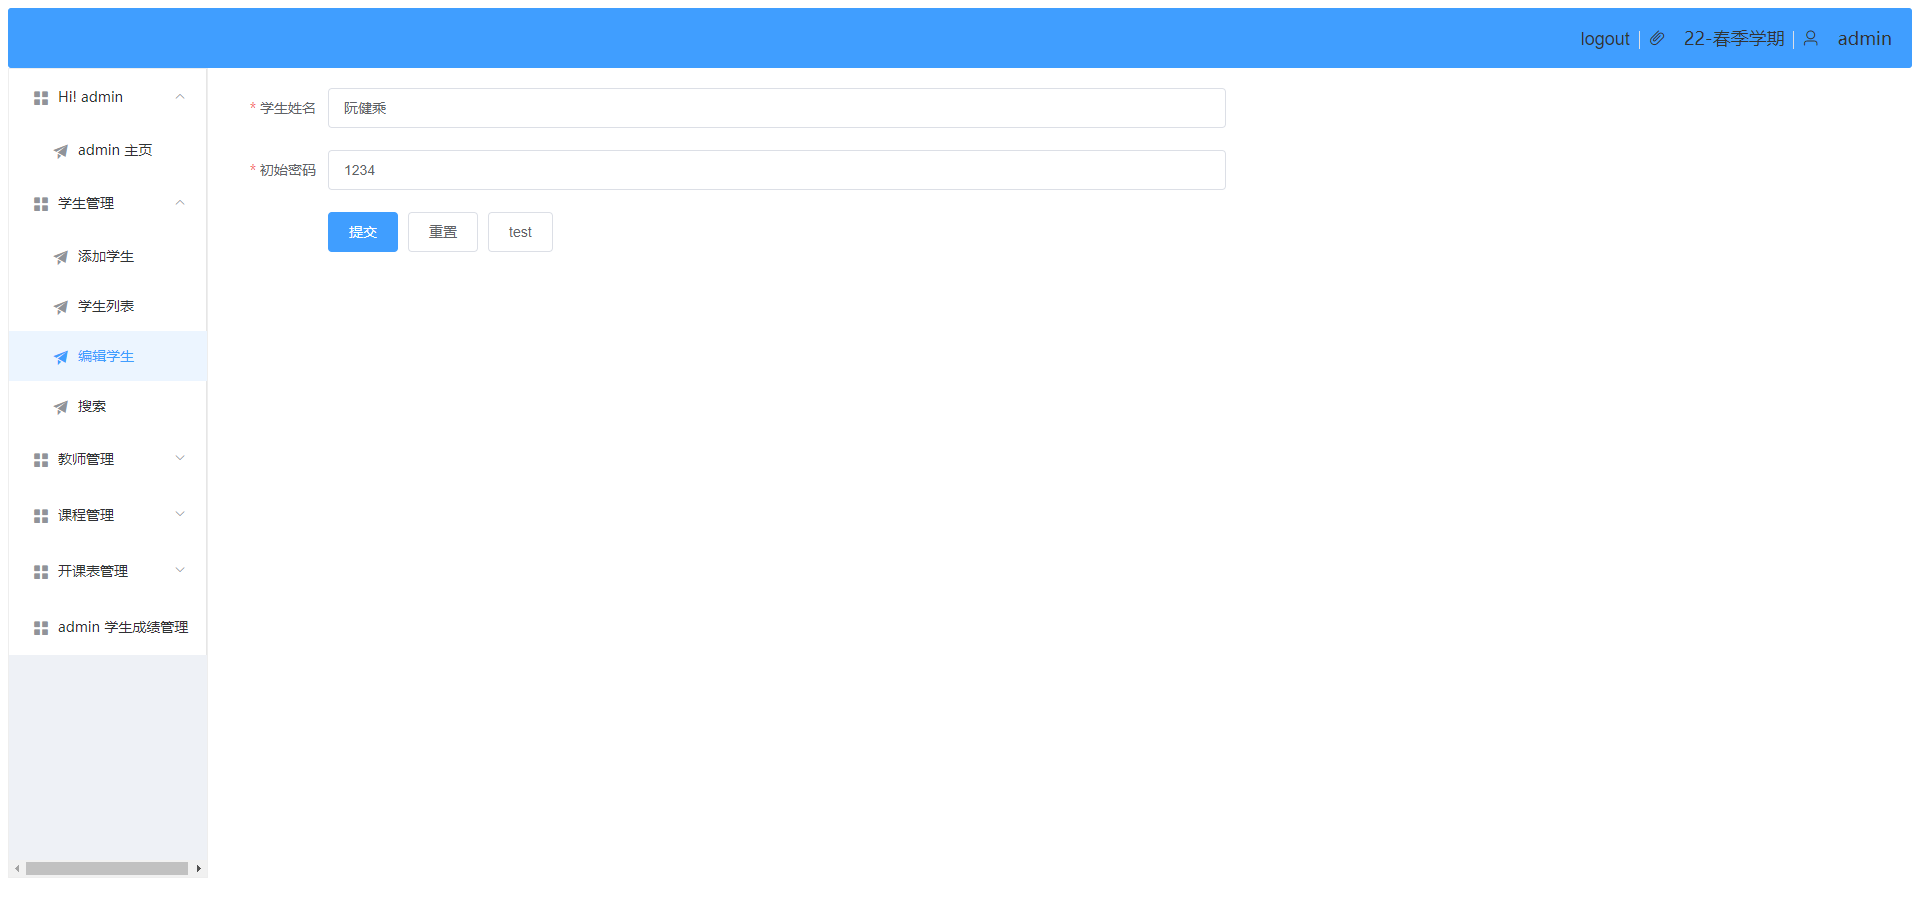 logout 22-春季学期 admin
Hi! admin
admin 主页
学生管理
添加学生
学生列表
编辑学生
搜索
教师管理
课程管理
开课表管理
admin 学生成绩管理
* 学生姓名 阮健乘
* 初始密码 1234
提交 重置 test